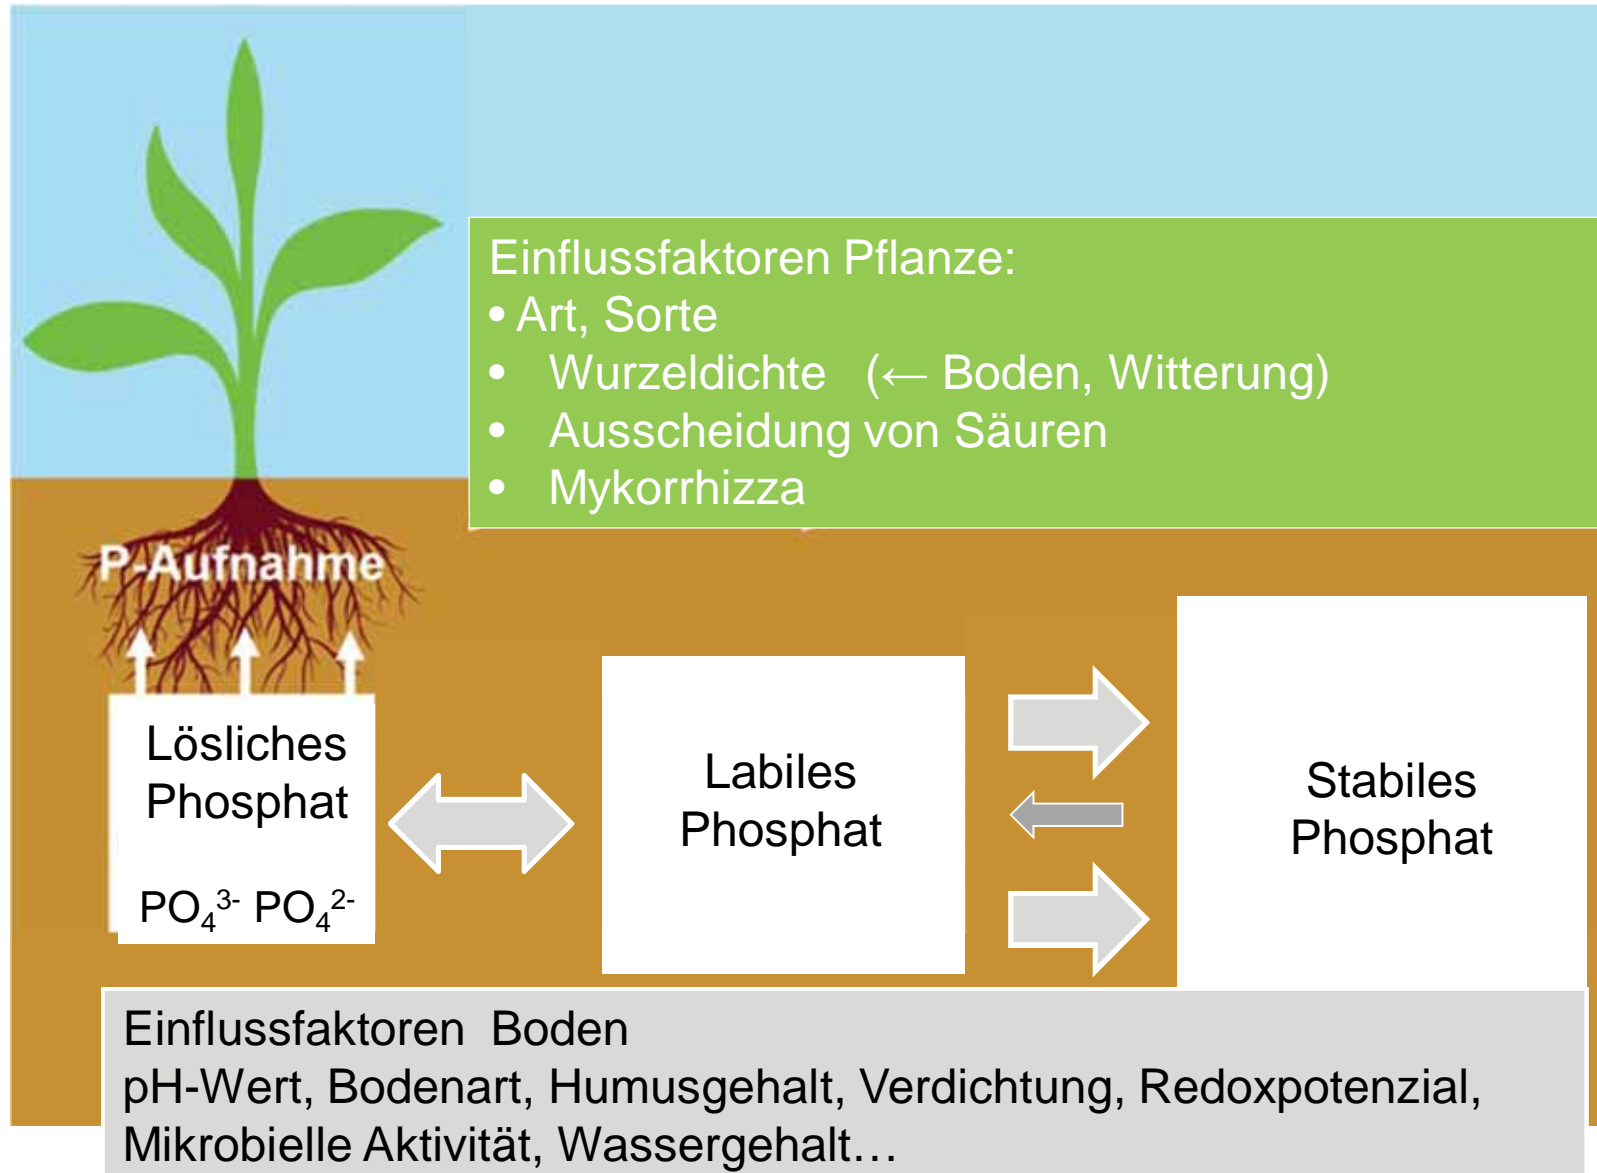 Einflussfaktoren Pflanze:
• Art, Sorte
• Wurzeldichte (← Boden, Witterung)
• Ausscheidung von Säuren
• Mykorrhizza
P-Aufnahme
Lösliches
Phosphat
PO₄³⁻ PO₄²⁻
Labiles
Phosphat
Stabiles
Phosphat
Einflussfaktoren Boden
pH-Wert, Bodenart, Humusgehalt, Verdichtung, Redoxpotenzial,
Mikrobielle Aktivität, Wassergehalt…